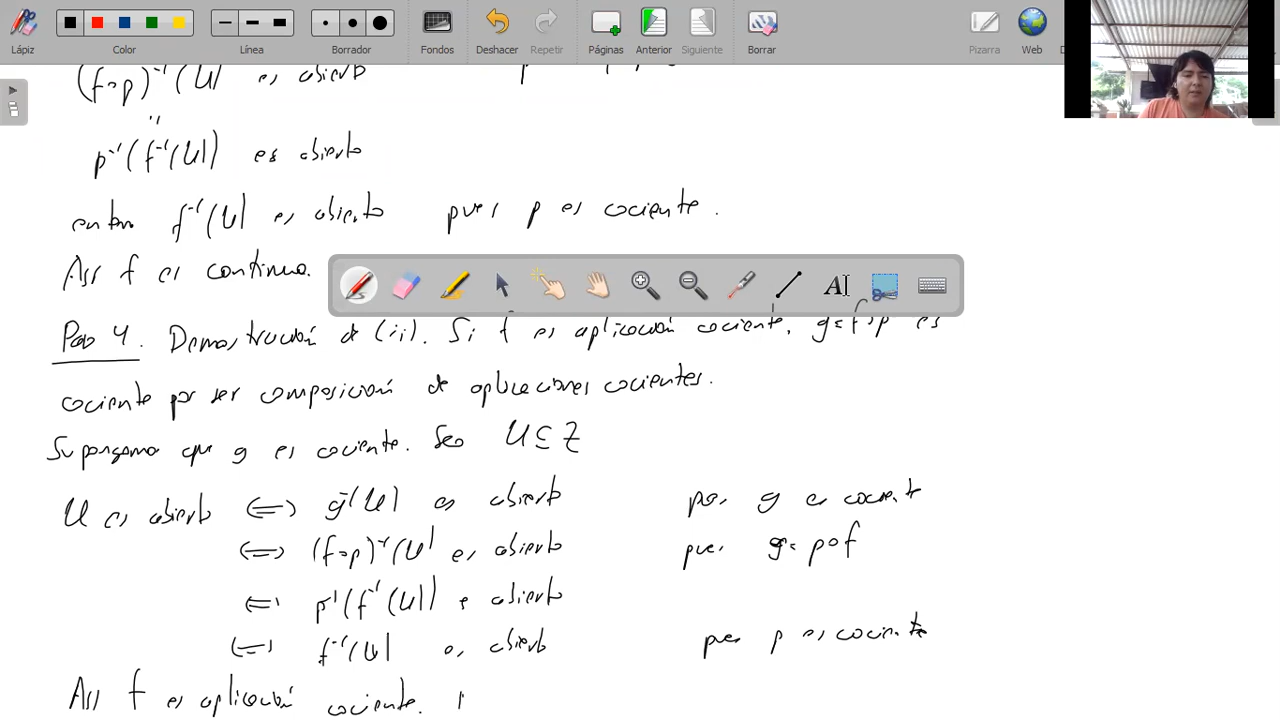 Lápiz Color Línea Borrador Fondos Deshacer Repetir Páginas Anterior Siguiente Borrar Pizarra Web
(f∘p)⁻¹(U) es abierto
p⁻¹(f⁻¹(U)) es abierto
f⁻¹(U) es abierto pues p es cociente.
Así f es continua.
Paso 4. Demostración de (ii). Si f es aplicación cociente, g=f∘p es
cociente por ser composición de aplicaciones cocientes.
Supongamos que g es cociente. Sea U⊆Z
U es abierto ⇔ g⁻¹(U) es abierto pues g es cociente
⇔ (f∘p)⁻¹(U) es abierto pues g=p∘f
⇔ p⁻¹(f⁻¹(U)) es abierto
⇔ f⁻¹(U) es abierto pues p es cociente
Así f es aplicación cociente.